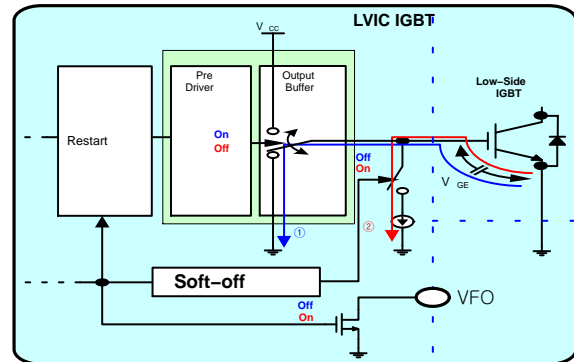 LVIC IGBT
V CC
Pre
Driver
Output
Buffer
Low-Side
IGBT
Restart
On
Off
Off
On
V GE
①
②
Soft-off
Off
On
VFO